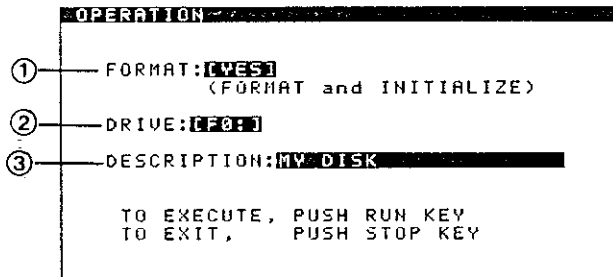 OPERATION
① FORMAT:[YES]
(FORMAT and INITIALIZE)
② DRIVE:[F0:]
③ DESCRIPTION:MY DISK
TO EXECUTE, PUSH RUN KEY
TO EXIT, PUSH STOP KEY